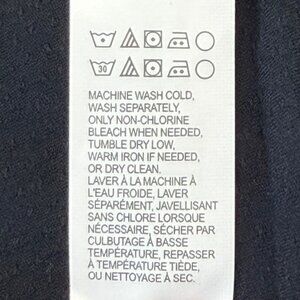 30
MACHINE WASH COLD,
WASH SEPARATELY,
ONLY NON-CHLORINE
BLEACH WHEN NEEDED,
TUMBLE DRY LOW,
WARM IRON IF NEEDED,
OR DRY CLEAN.
LAVER À LA MACHINE À
L'EAU FROIDE, LAVER
SÉPARÉMENT, JAVELLISANT
SANS CHLORE LORSQUE
NÉCESSAIRE, SÉCHER PAR
CULBUTAGE À BASSE
TEMPÉRATURE, REPASSER
À TEMPÉRATURE TIÈDE,
OU NETTOYAGE À SEC.